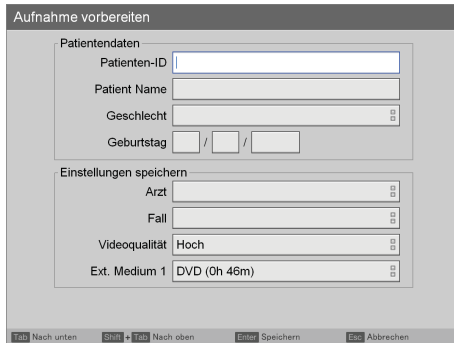 Aufnahme vorbereiten
Patientendaten
Patienten-ID
Patient Name
Geschlecht
Geburtstag / /
Einstellungen speichern
Arzt
Fall
Videoqualität Hoch
Ext. Medium 1 DVD (0h 46m)
Tab Nach unten Shift + Tab Nach oben Enter Speichern Esc Abbrechen